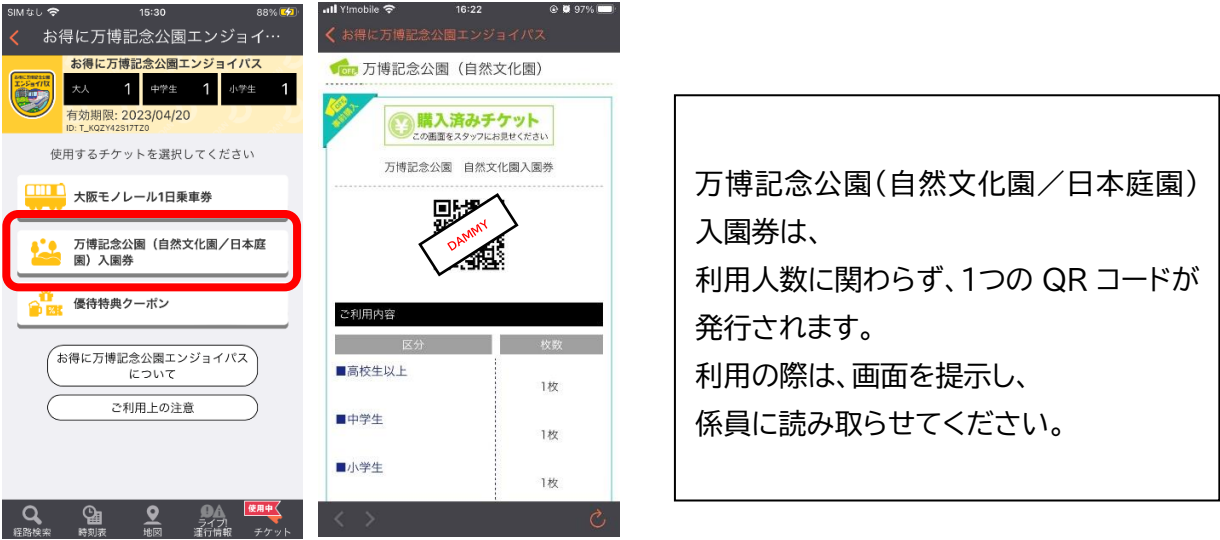 SIMなし 15:30 88%
お得に万博記念公園エンジョイ…
お得に万博記念公園エンジョイパス
エンジョイパス
大人 1 中学生 1 小学生 1
有効期限: 2023/04/20
ID: T_KQZY42S17TZ0
使用するチケットを選択してください
大阪モノレール1日乗車券
万博記念公園（自然文化園／日本庭
園）入園券
優待特典クーポン
お得に万博記念公園エンジョイパス
について
ご利用上の注意
使用中
経路検索 時刻表 地図 ライブ!
運行情報 チケット
Y!mobile 16:22 97%
お得に万博記念公園エンジョイパス
OFF 万博記念公園（自然文化園）
事前購入
購入済みチケット
この画面をスタッフにお見せください
万博記念公園 自然文化園入園券
DAMMY
ご利用内容
区分 枚数
■高校生以上
1枚
■中学生
1枚
■小学生
1枚
万博記念公園（自然文化園／日本庭園）
入園券は、
利用人数に関わらず、1つの QR コードが
発行されます。
利用の際は、画面を提示し、
係員に読み取らせてください。